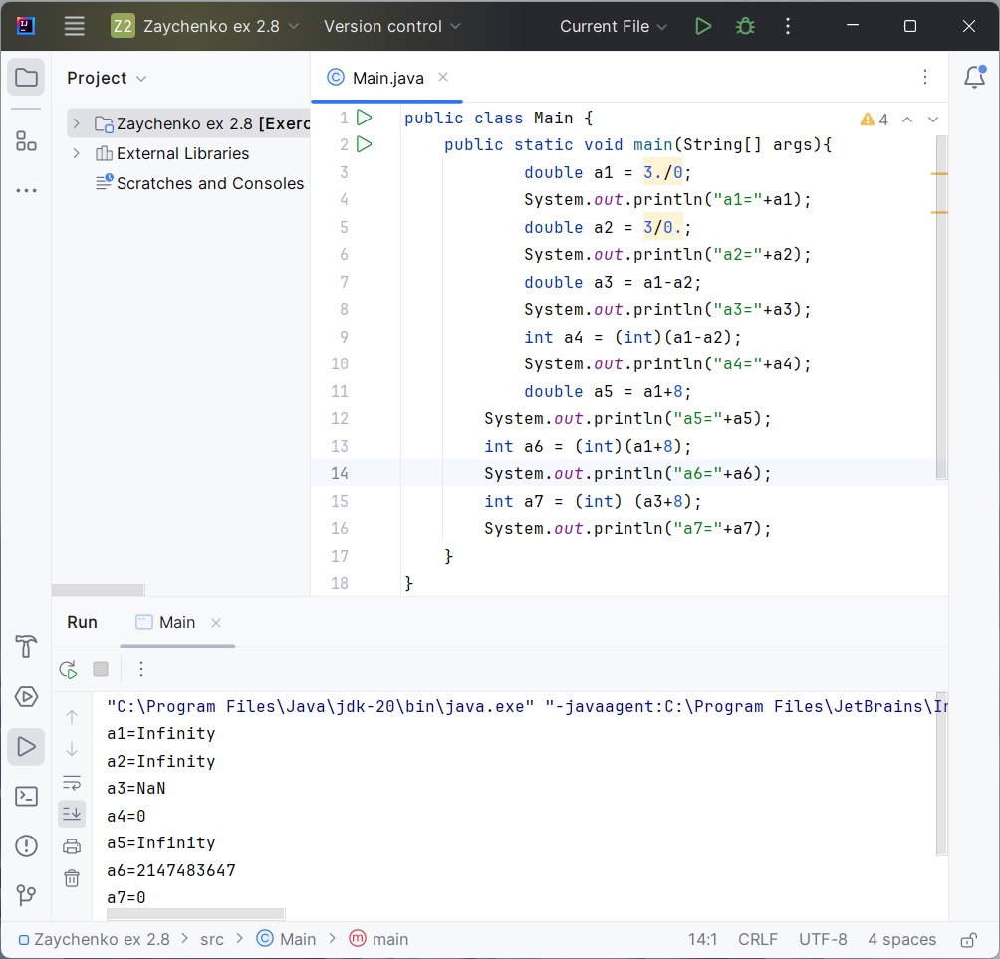 Z2 Zaychenko ex 2.8 Version control Current File
Project
Main.java
Zaychenko ex 2.8 [Exerc
External Libraries
Scratches and Consoles
4
1 public class Main {
2 public static void main(String[] args){
3 double a1 = 3./0;
4 System.out.println("a1="+a1);
5 double a2 = 3/0.;
6 System.out.println("a2="+a2);
7 double a3 = a1-a2;
8 System.out.println("a3="+a3);
9 int a4 = (int)(a1-a2);
10 System.out.println("a4="+a4);
11 double a5 = a1+8;
12 System.out.println("a5="+a5);
13 int a6 = (int)(a1+8);
14 System.out.println("a6="+a6);
15 int a7 = (int) (a3+8);
16 System.out.println("a7="+a7);
17 }
18 }
Run Main
"C:\Program Files\Java\jdk-20\bin\java.exe" "-javaagent:C:\Program Files\JetBrains\In
a1=Infinity
a2=Infinity
a3=NaN
a4=0
a5=Infinity
a6=2147483647
a7=0
Zaychenko ex 2.8 > src > Main > main 14:1 CRLF UTF-8 4 spaces